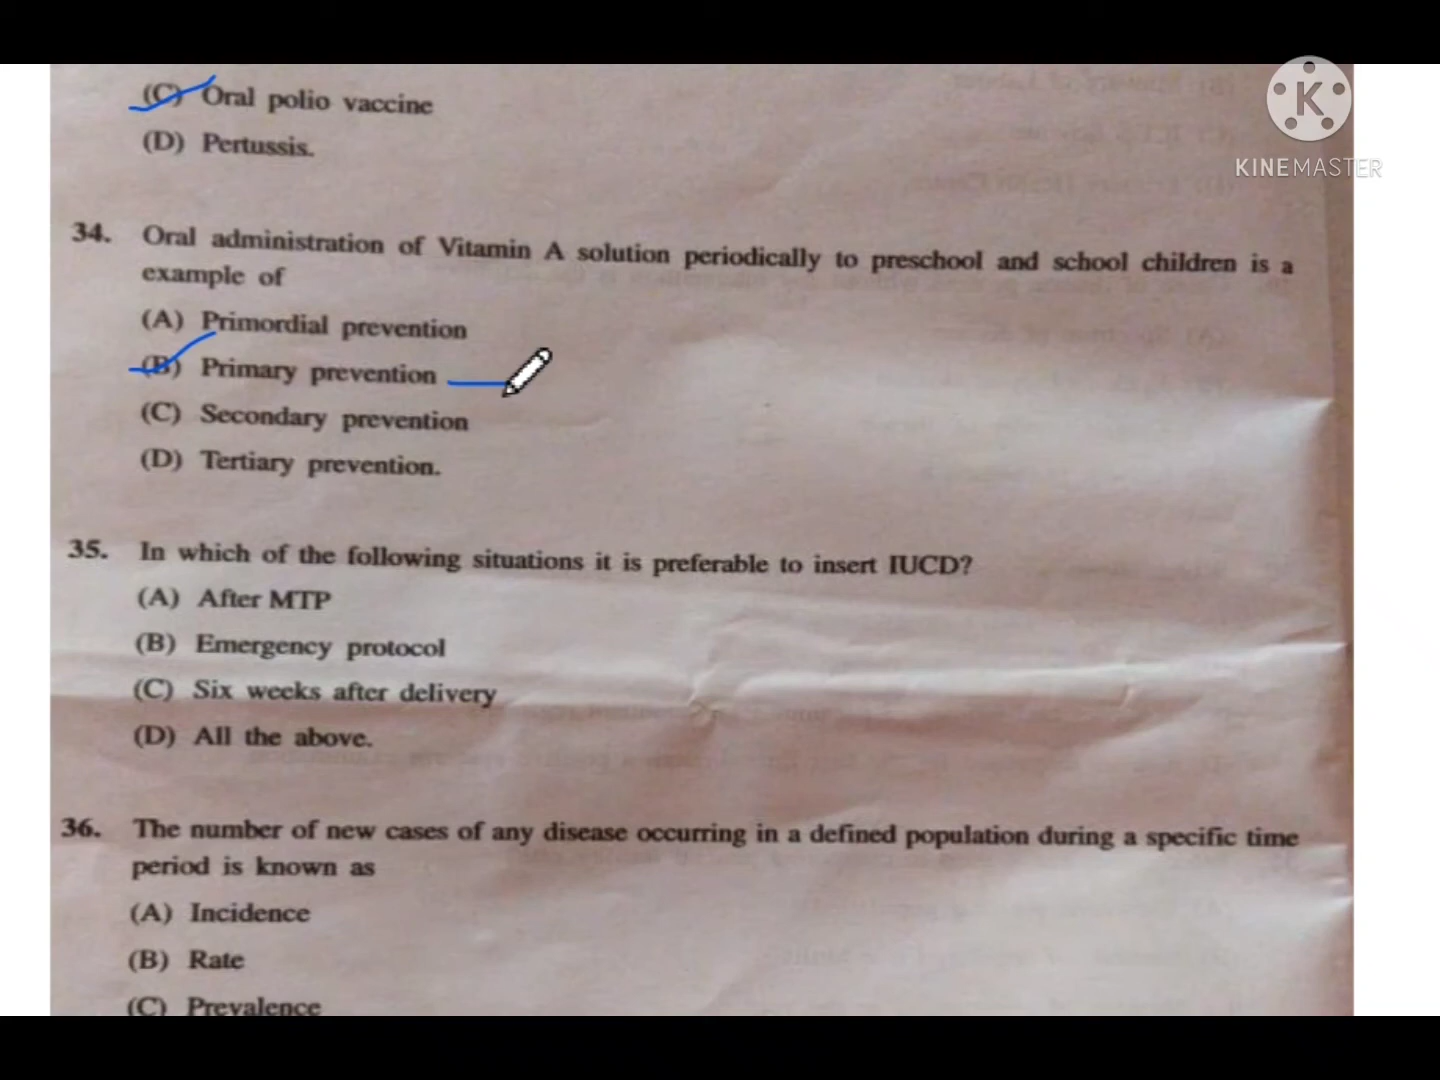 (C) Oral polio vaccine
(D) Pertussis.
34. Oral administration of Vitamin A solution periodically to preschool and school children is a
example of
(A) Primordial prevention
(B) Primary prevention
(C) Secondary prevention
(D) Tertiary prevention.
35. In which of the following situations it is preferable to insert IUCD?
(A) After MTP
(B) Emergency protocol
(C) Six weeks after delivery
(D) All the above.
36. The number of new cases of any disease occurring in a defined population during a specific time
period is known as
(A) Incidence
(B) Rate
(C) Prevalence
K
KINEMASTER